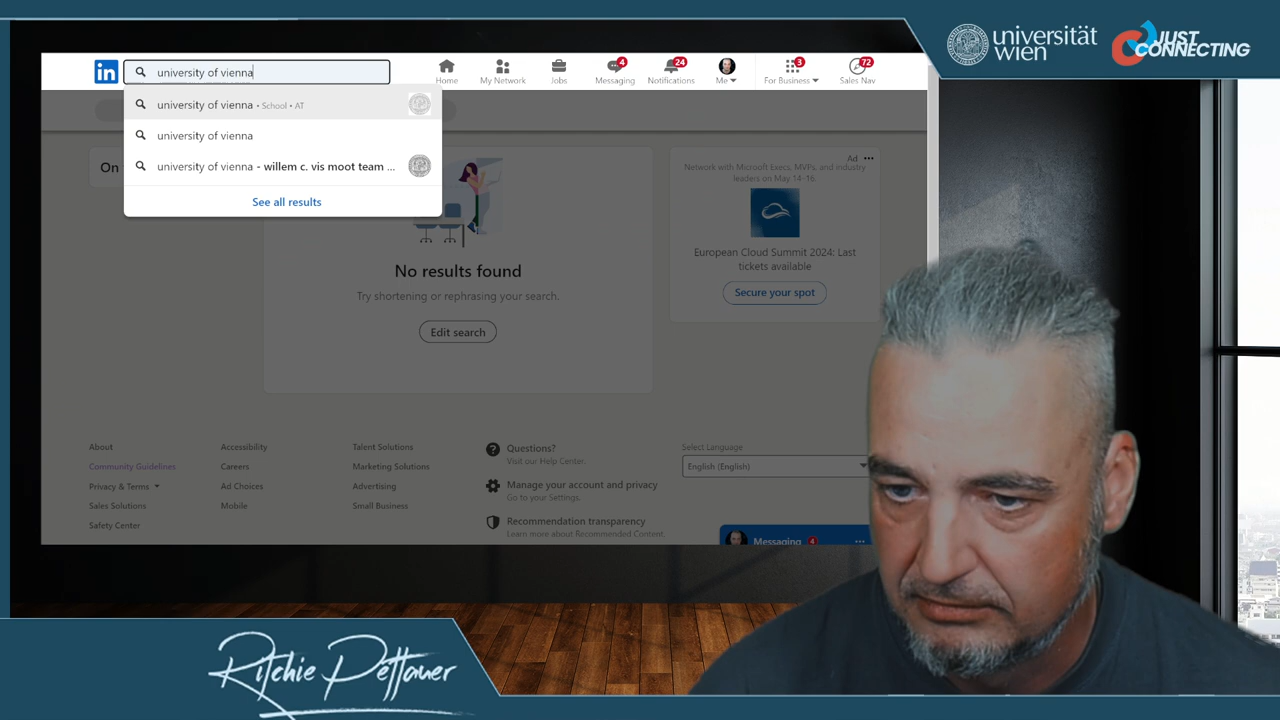 universität
wien
JUST
CONNECTING
in
university of vienna
Home
My Network
Jobs
4
Messaging
24
Notifications
Me
3
For Business
72
Sales Nav
university of vienna • School • AT
university of vienna
university of vienna - willem c. vis moot team ...
See all results
On
No results found
Try shortening or rephrasing your search.
Edit search
Ad
Network with Microsoft Execs, MVPs, and industry
leaders on May 14-16.
European Cloud Summit 2024: Last
tickets available
Secure your spot
About
Accessibility
Talent Solutions
Community Guidelines
Careers
Marketing Solutions
Privacy & Terms
Ad Choices
Advertising
Sales Solutions
Mobile
Small Business
Safety Center
Questions?
Visit our Help Center.
Manage your account and privacy
Go to your Settings.
Recommendation transparency
Learn more about Recommended Content.
Select Language
English (English)
Messaging 4
Ritchie Pettauer